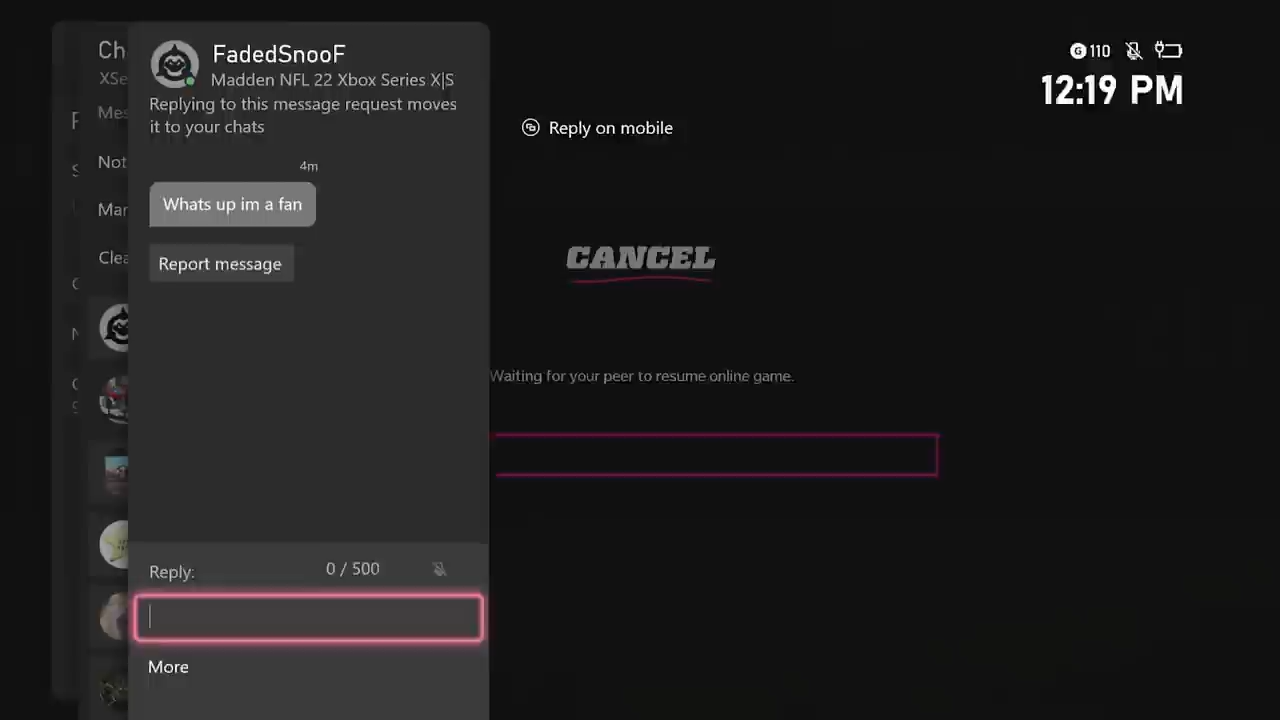 Ch
XSe
Mes
Not
Mar
Clea
FadedSnooF
Madden NFL 22 Xbox Series X|S
Replying to this message request moves
it to your chats
4m
Whats up im a fan
Report message
Reply:
0 / 500
More
G 110
12:19 PM
Reply on mobile
CANCEL
Waiting for your peer to resume online game.